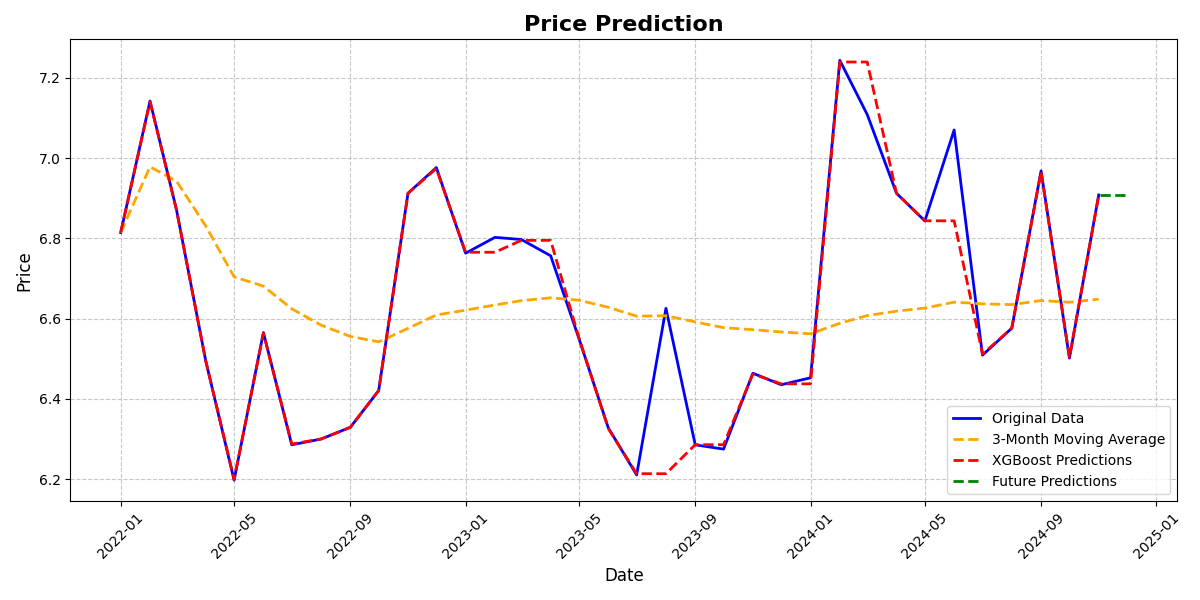 Price Prediction
Price
7.2
7.0
6.8
6.6
6.4
6.2
Original Data
3-Month Moving Average
XGBoost Predictions
Future Predictions
2022-01
2022-05
2022-09
2023-01
2023-05
2023-09
2024-01
2024-05
2024-09
2025-01
Date